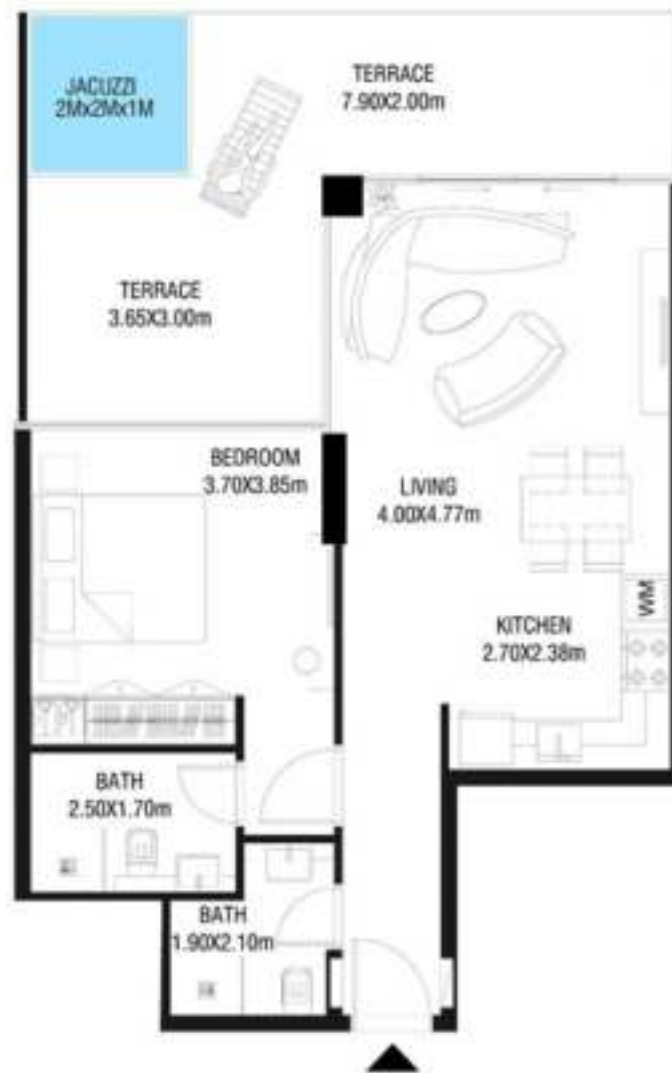 JACUZZI
2Mx2Mx1M
TERRACE
7.90X2.00m
TERRACE
3.65X3.00m
BEDROOM
3.70X3.85m
LIVING
4.00X4.77m
WM
KITCHEN
2.70X2.38m
BATH
2.50X1.70m
BATH
1.90X2.10m